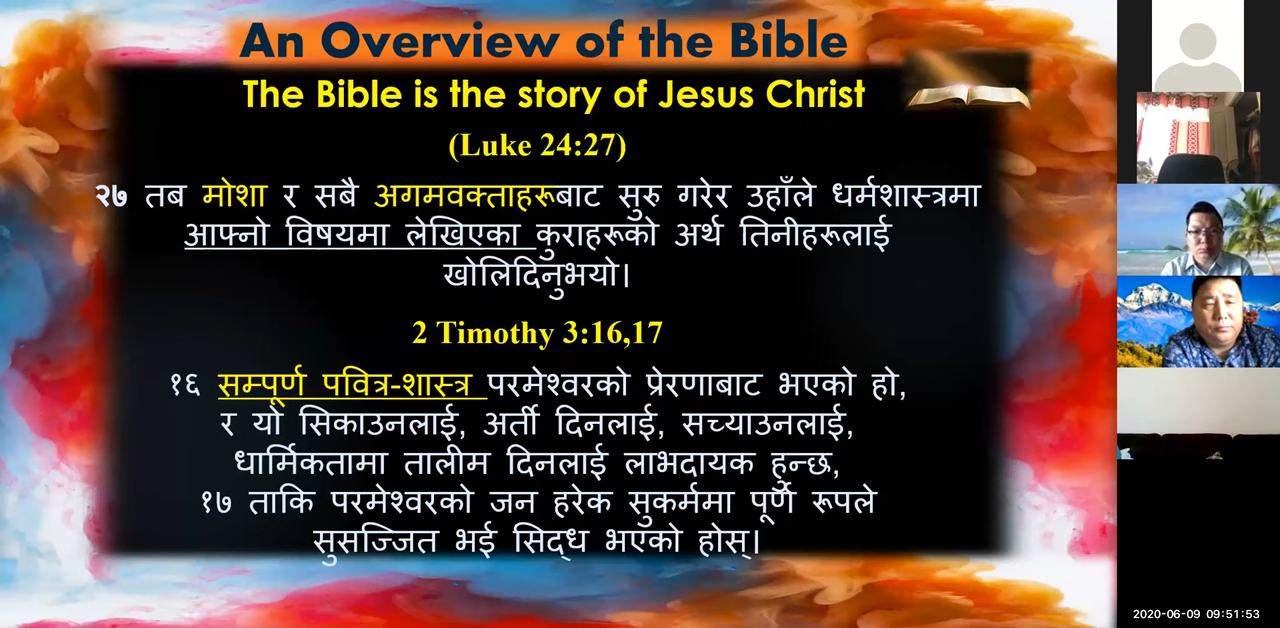 An Overview of the Bible
The Bible is the story of Jesus Christ
(Luke 24:27)
२७ तब मोशा र सबै अगमवक्ताहरूबाट सुरु गरेर उहाँले धर्मशास्त्रमा
आफ्नो विषयमा लेखिएका कुराहरूको अर्थ तिनीहरूलाई
खोलिदिनुभयो।
2 Timothy 3:16,17
१६ सम्पूर्ण पवित्र-शास्त्र परमेश्वरको प्रेरणाबाट भएको हो,
र यो सिकाउनलाई, अर्ती दिनलाई, सच्याउनलाई,
धार्मिकतामा तालीम दिनलाई लाभदायक हुन्छ,
१७ ताकि परमेश्वरको जन हरेक सुकर्ममा पूर्ण रूपले
सुसज्जित भई सिद्ध भएको होस्।
2020-06-09 09:51:53